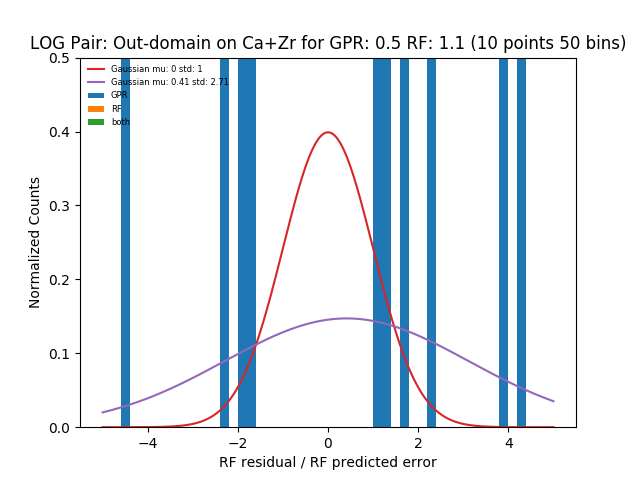 LOG Pair: Out-domain on Ca+Zr for GPR: 0.5 RF: 1.1 (10 points 50 bins)
Gaussian mu: 0 std: 1
Gaussian mu: 0.41 std: 2.71
GPR
RF
both
0.5
0.4
0.3
0.2
0.1
0.0
Normalized Counts
−4 −2 0 2 4
RF residual / RF predicted error